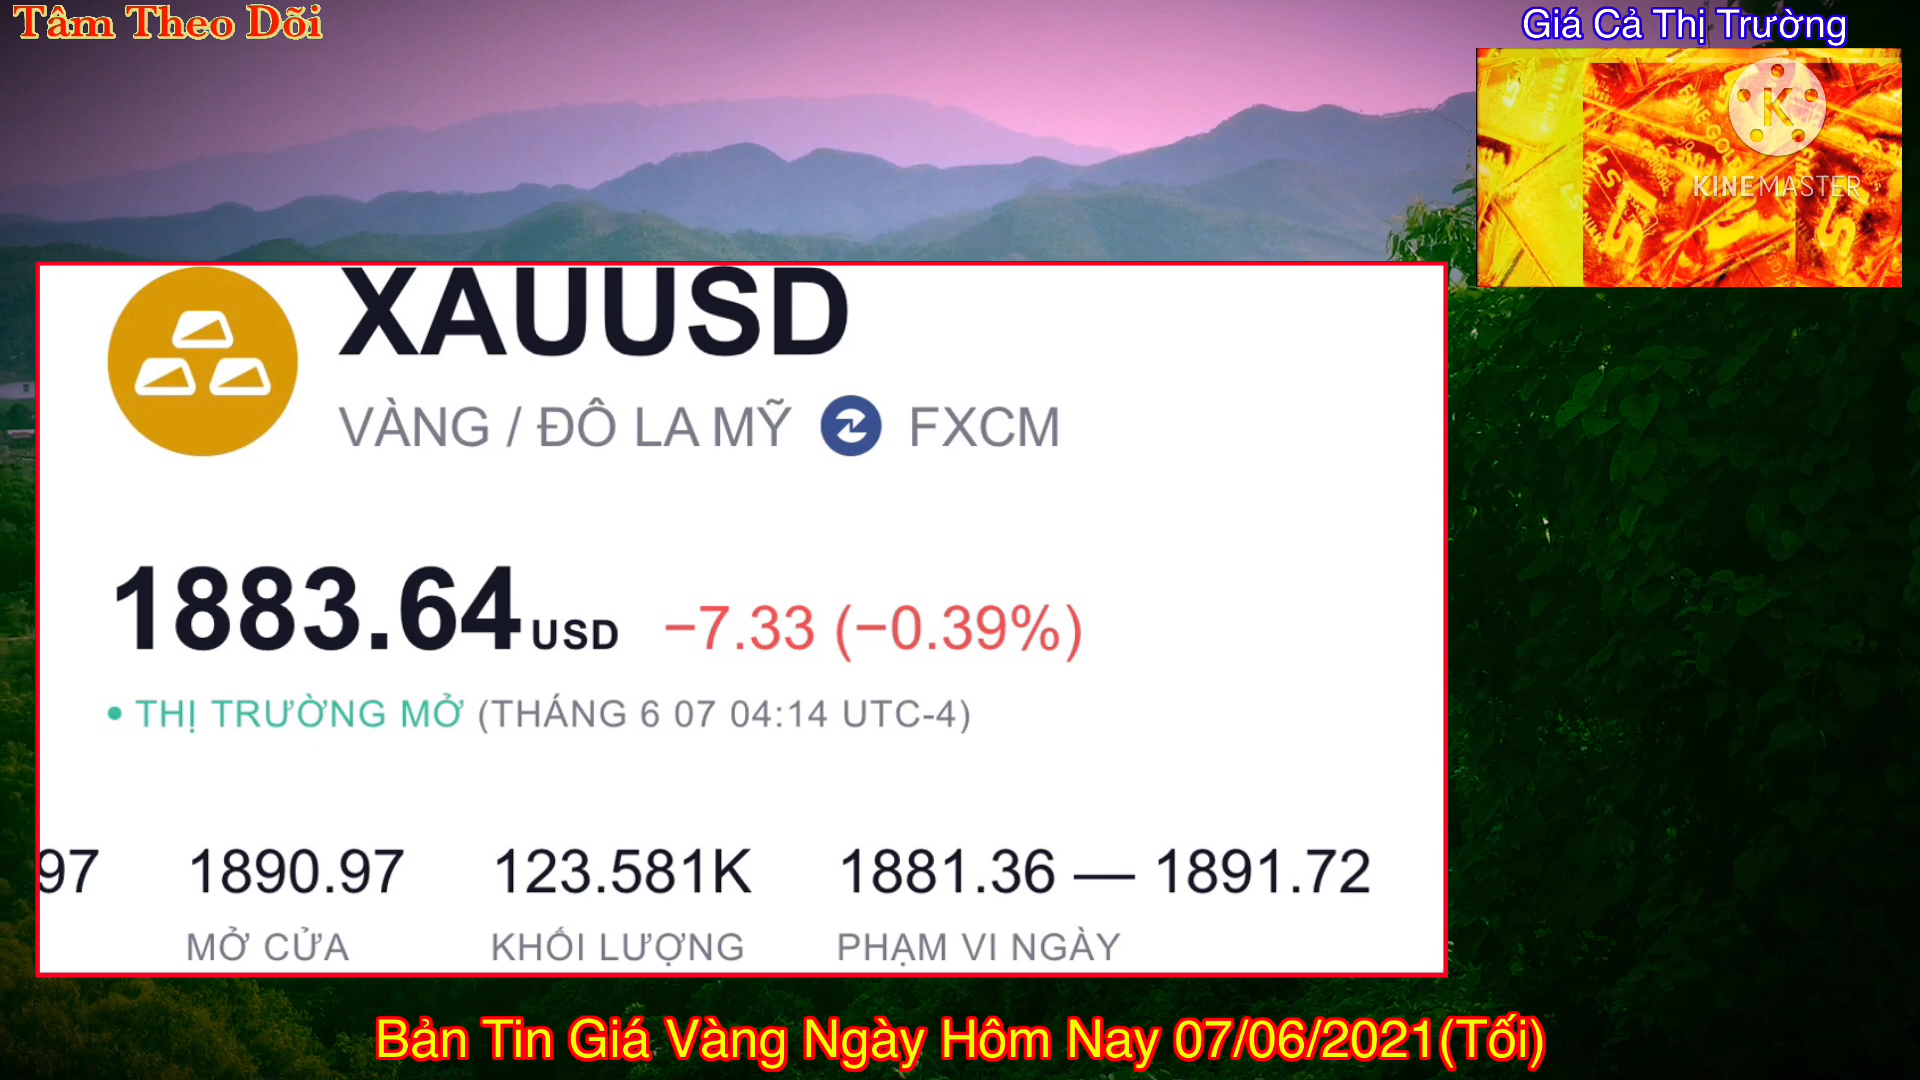 Tâm Theo Dõi
Giá Cả Thị Trường
KINEMASTER
XAUUSD
VÀNG / ĐÔ LA MỸ FXCM
1883.64 USD −7.33 (−0.39%)
• THỊ TRƯỜNG MỞ (THÁNG 6 07 04:14 UTC-4)
97 1890.97 123.581K 1881.36 — 1891.72
MỞ CỬA KHỐI LƯỢNG PHẠM VI NGÀY
Bản Tin Giá Vàng Ngày Hôm Nay 07/06/2021(Tối)